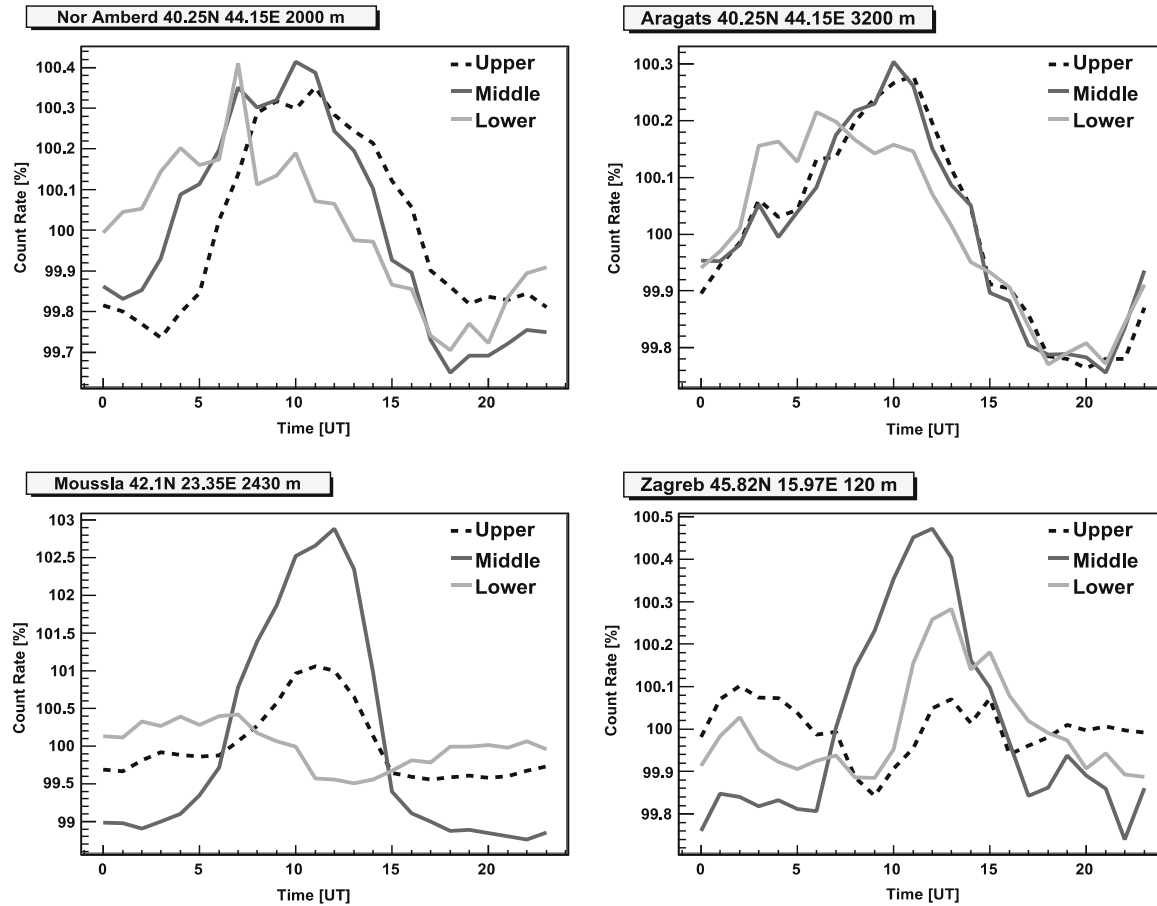 Nor Amberd 40.25N 44.15E 2000 m
Count Rate [%]
100.4
100.3
100.2
100.1
100
99.9
99.8
99.7
Upper
Middle
Lower
0 5 10 15 20
Time [UT]
Aragats 40.25N 44.15E 3200 m
Count Rate [%]
100.3
100.2
100.1
100
99.9
99.8
Upper
Middle
Lower
0 5 10 15 20
Time [UT]
Moussla 42.1N 23.35E 2430 m
Count Rate [%]
103
102.5
102
101.5
101
100.5
100
99.5
99
Upper
Middle
Lower
0 5 10 15 20
Time [UT]
Zagreb 45.82N 15.97E 120 m
Count Rate [%]
100.5
100.4
100.3
100.2
100.1
100
99.9
99.8
Upper
Middle
Lower
0 5 10 15 20
Time [UT]